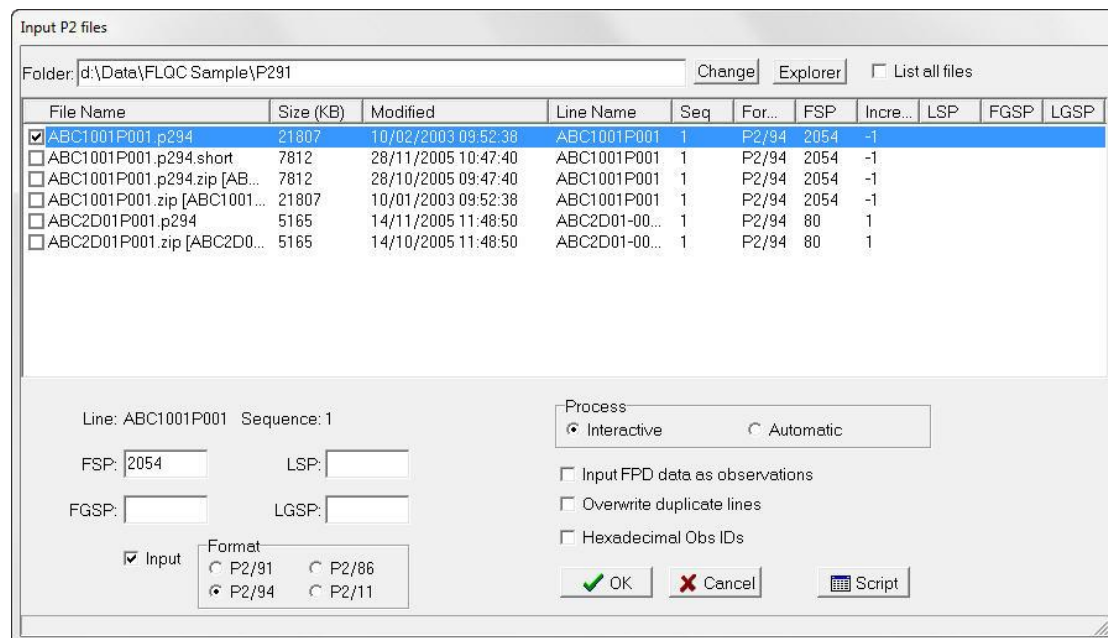 Input P2 files
Folder: d:\Data\FLQC Sample\P291 Change Explorer List all files
File Name Size (KB) Modified Line Name Seq For... FSP Incre... LSP FGSP LGSP
ABC1001P001.p294 21807 10/02/2003 09:52:38 ABC1001P001 1 P2/94 2054 -1
ABC1001P001.p294.short 7812 28/11/2005 10:47:40 ABC1001P001 1 P2/94 2054 -1
ABC1001P001.p294.zip [AB... 7812 28/10/2005 09:47:40 ABC1001P001 1 P2/94 2054 -1
ABC1001P001.zip [ABC1001... 21807 10/01/2003 09:52:38 ABC1001P001 1 P2/94 2054 -1
ABC2D01P001.p294 5165 14/11/2005 11:48:50 ABC2D01-00... 1 P2/94 80 1
ABC2D01P001.zip [ABC2D0... 5165 14/10/2005 11:48:50 ABC2D01-00... 1 P2/94 80 1
Line: ABC1001P001 Sequence: 1
FSP: 2054 LSP:
FGSP: LGSP:
Input
Format
P2/91 P2/86
P2/94 P2/11
Process
Interactive Automatic
Input FPD data as observations
Overwrite duplicate lines
Hexadecimal Obs IDs
OK Cancel Script